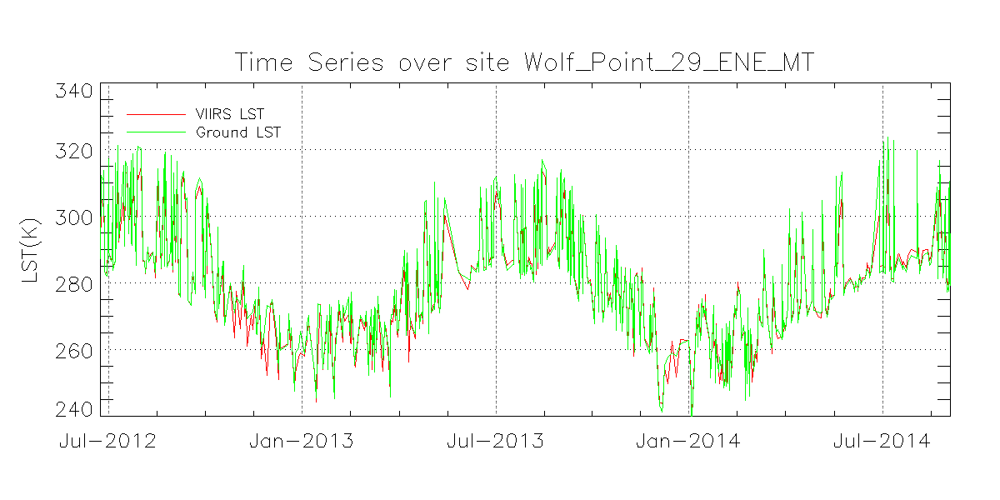 Time Series over site Wolf_Point_29_ENE_MT
340
VIIRS LST
Ground LST
320
300
LST(K)
280
260
240
Jul-2012 Jan-2013 Jul-2013 Jan-2014 Jul-2014